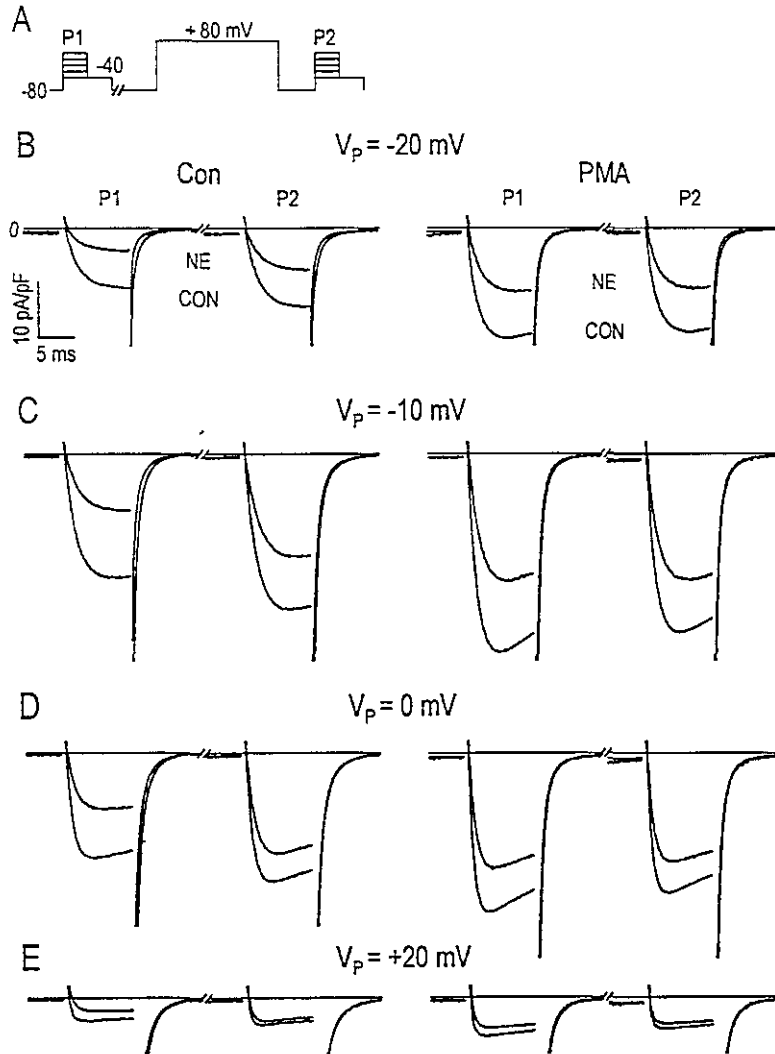 A
P1
+80 mV
P2
-40
-80
B
V_P = -20 mV
Con
PMA
P1
P2
P1
P2
0
NE
CON
NE
CON
10 pA/pF
5 ms
C
V_P = -10 mV
D
V_P = 0 mV
E
V_P = +20 mV